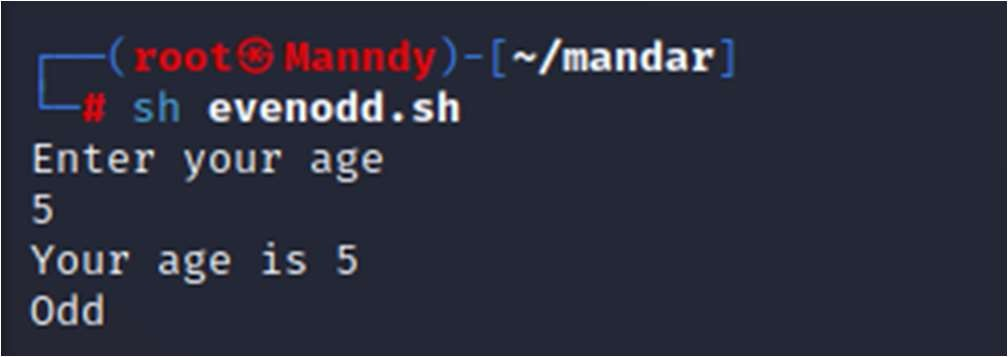 ┌──(root㉿Manndy)-[~/mandar]
└─# sh evenodd.sh
Enter your age
5
Your age is 5
Odd